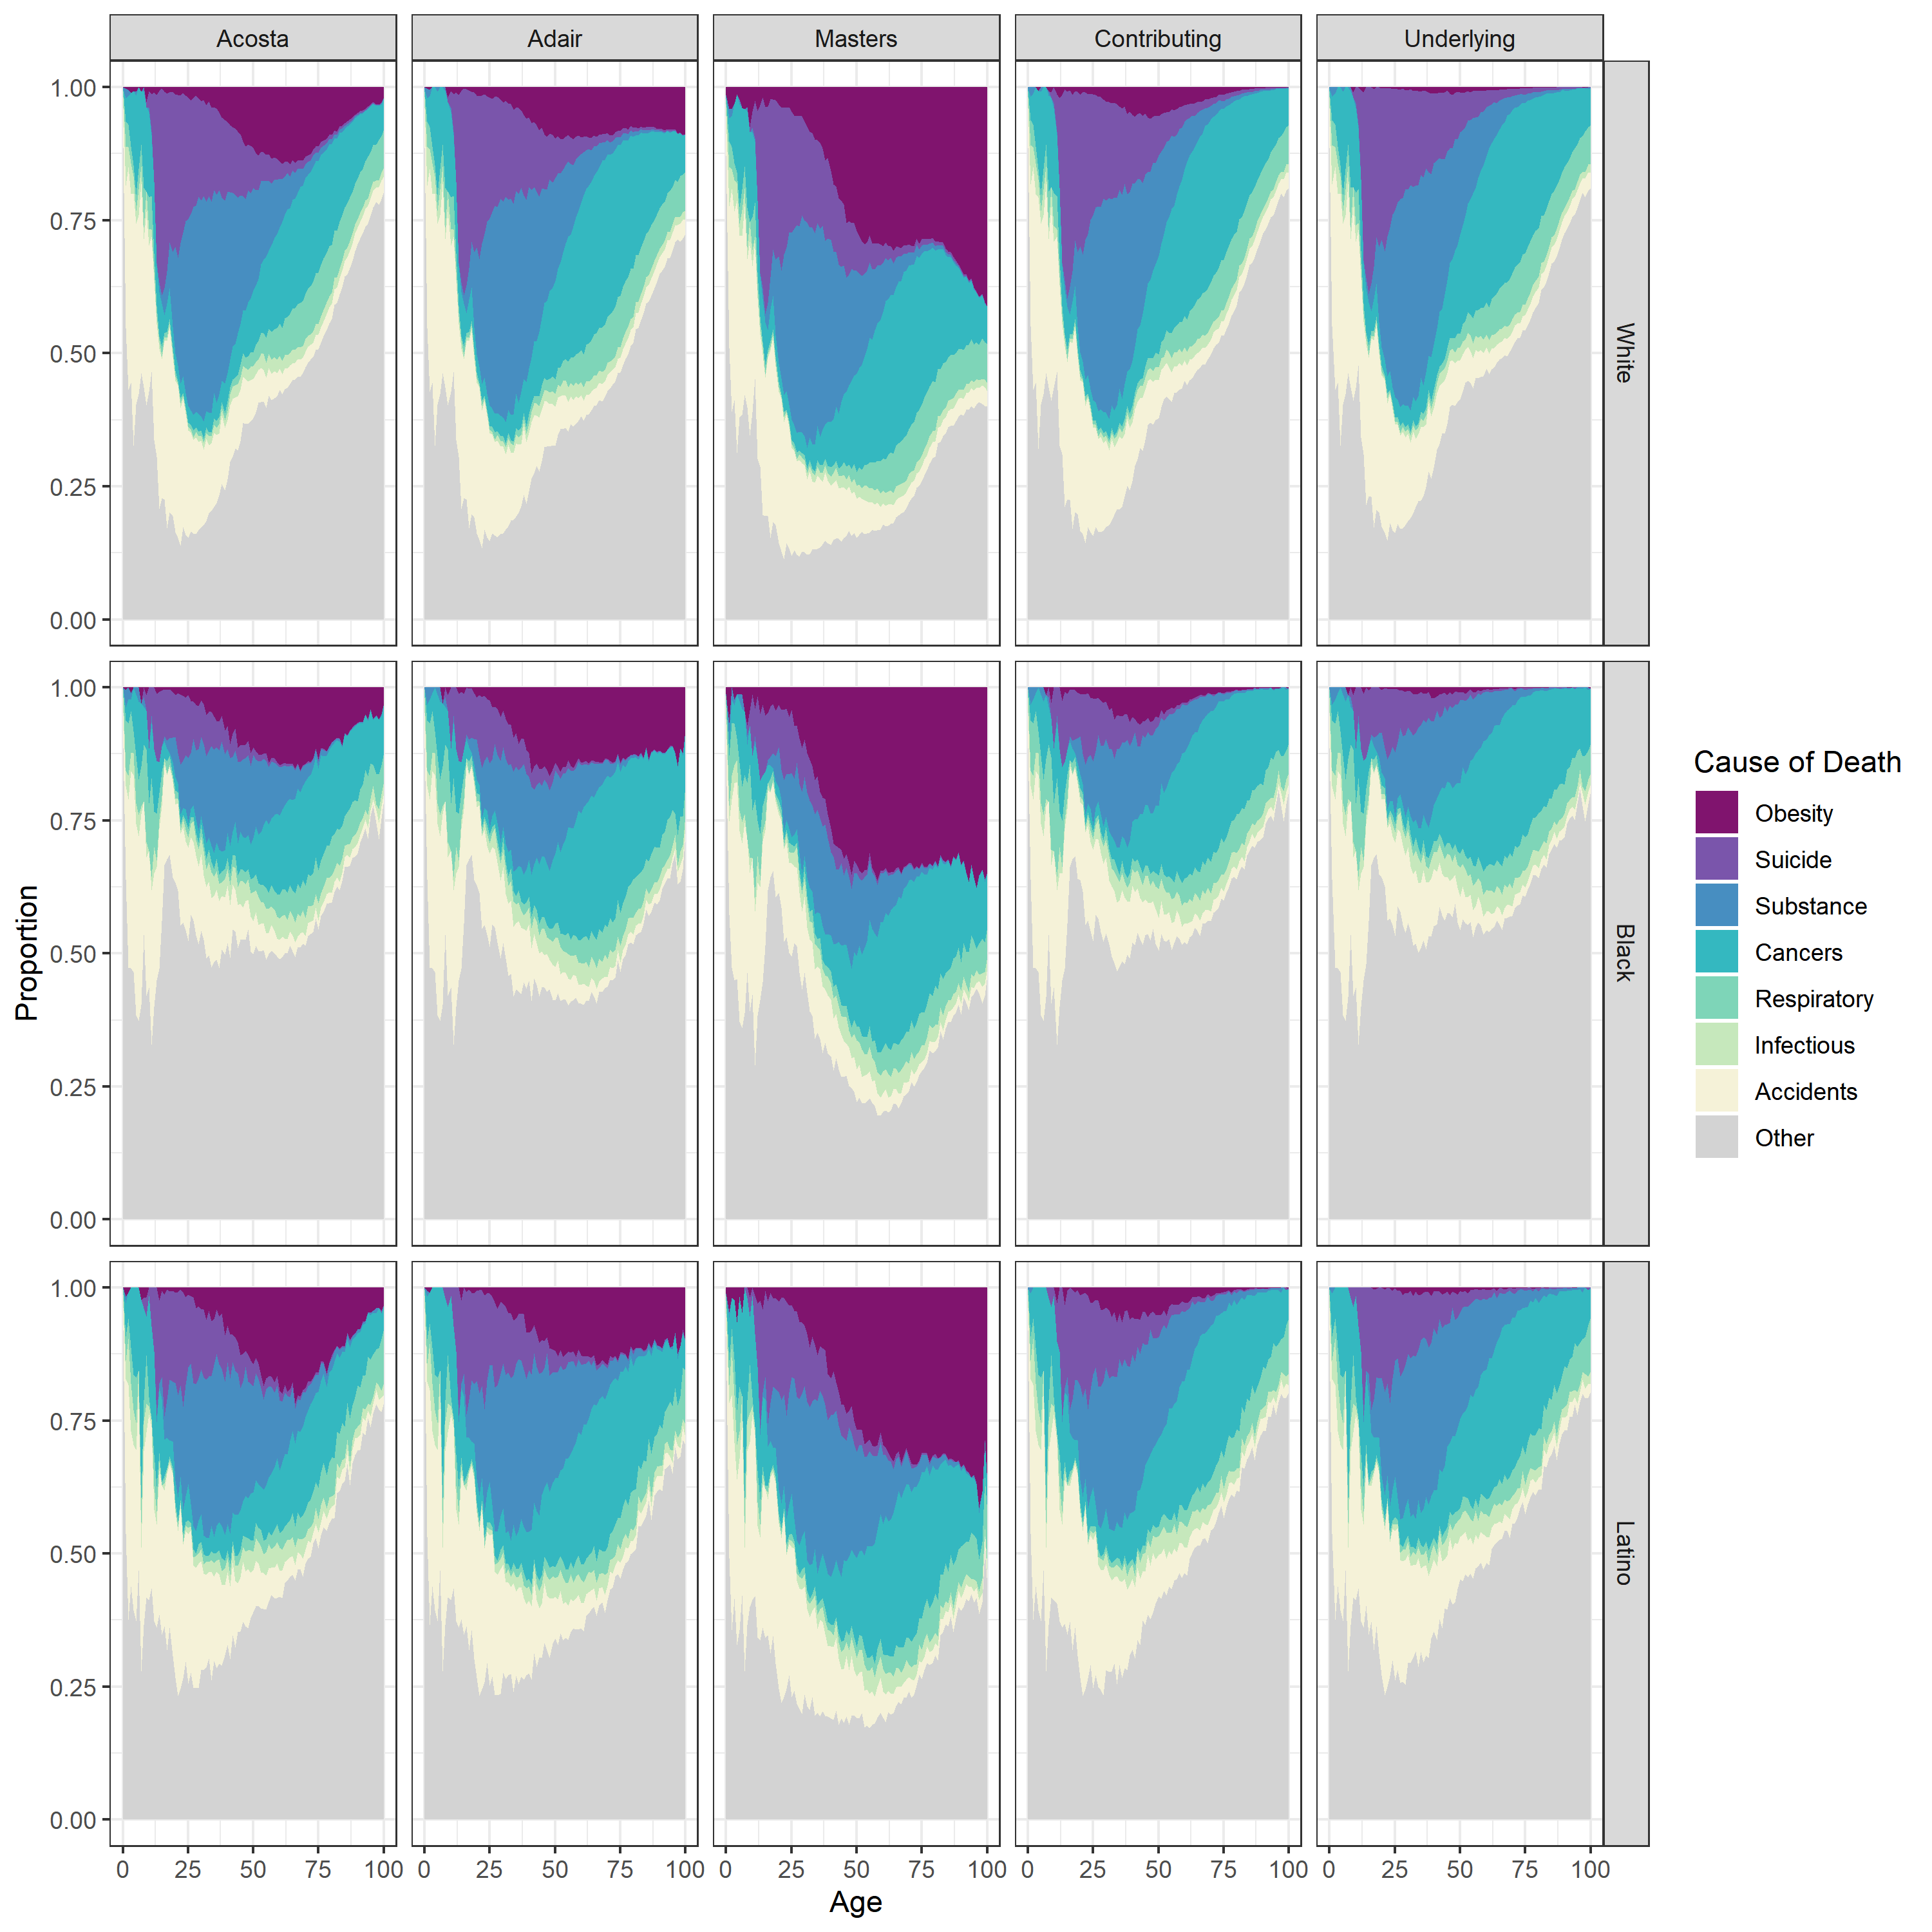 Acosta Adair Masters Contributing Underlying
1.00
0.75
0.50
0.25
0.00
White
1.00
0.75
0.50
0.25
0.00
Black
1.00
0.75
0.50
0.25
0.00
Latino
Proportion
0 25 50 75 100 0 25 50 75 100 0 25 50 75 100 0 25 50 75 100 0 25 50 75 100
Age
Cause of Death
Obesity
Suicide
Substance
Cancers
Respiratory
Infectious
Accidents
Other